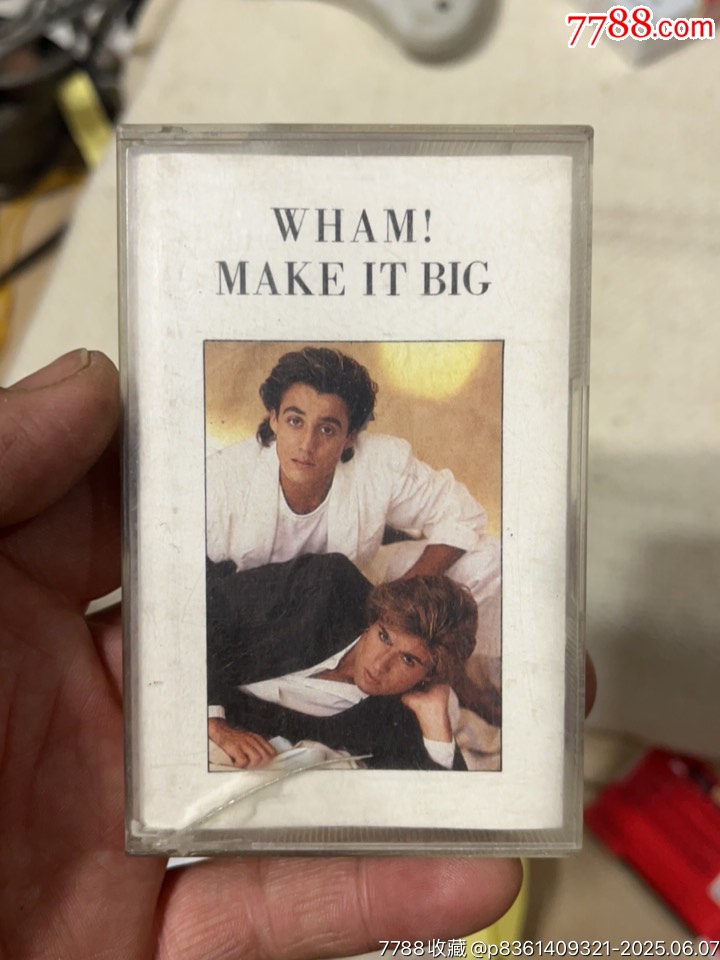 7788.com
WHAM!
MAKE IT BIG
7788收藏@p8361409321-2025.06.07